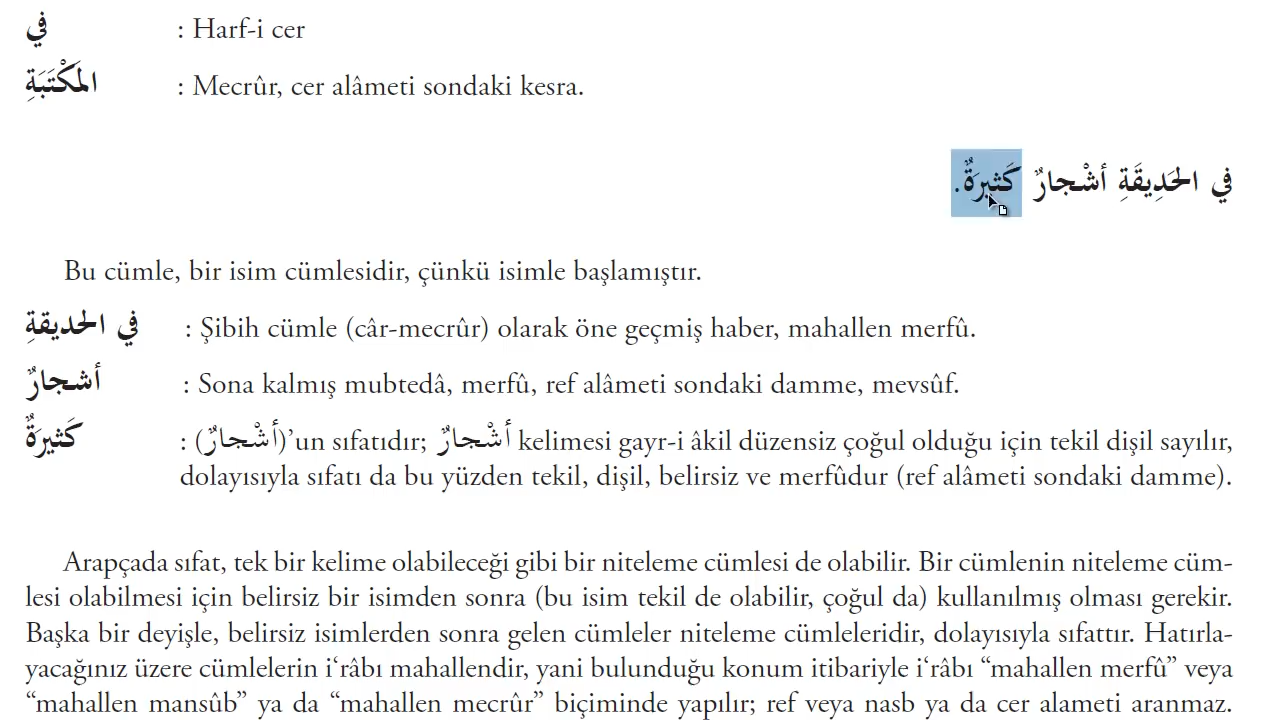 في : Harf-i cer
المَكْتَبَةِ : Mecrûr, cer alâmeti sondaki kesra.
في الحَدِيقَةِ أشْجارٌ كَثيرَةٌ.
Bu cümle, bir isim cümlesidir, çünkü isimle başlamıştır.
في الحديقةِ : Şibih cümle (câr-mecrûr) olarak öne geçmiş haber, mahallen merfû.
أشجارٌ : Sona kalmış mubtedâ, merfû, ref alâmeti sondaki damme, mevsûf.
كَثيرَةٌ : (أشْجارٌ)’un sıfatıdır; أشْجارٌ kelimesi gayr-i âkil düzensiz çoğul olduğu için tekil dişil sayılır,
dolayısıyla sıfatı da bu yüzden tekil, dişil, belirsiz ve merfûdur (ref alâmeti sondaki damme).
Arapçada sıfat, tek bir kelime olabileceği gibi bir niteleme cümlesi de olabilir. Bir cümlenin niteleme cüm-
lesi olabilmesi için belirsiz bir isimden sonra (bu isim tekil de olabilir, çoğul da) kullanılmış olması gerekir.
Başka bir deyişle, belirsiz isimlerden sonra gelen cümleler niteleme cümleleridir, dolayısıyla sıfattır. Hatırla-
yacağınız üzere cümlelerin i‘râbı mahallendir, yani bulunduğu konum itibariyle i‘râbı “mahallen merfû” veya
“mahallen mansûb” ya da “mahallen mecrûr” biçiminde yapılır; ref veya nasb ya da cer alameti aranmaz.